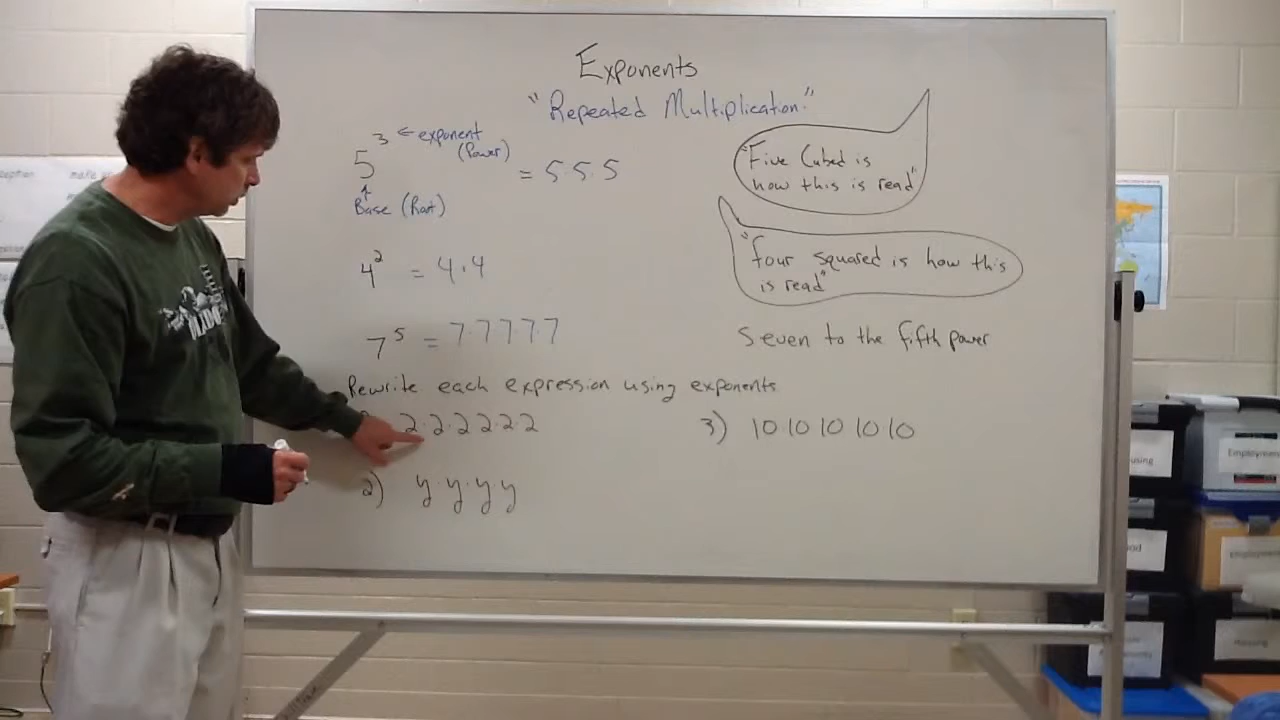 Exponents
"Repeated Multiplication."
5³ ← exponent
(Power)
= 5·5·5
Base (Root)
"Five Cubed is
how this is read"
4² = 4·4
"four squared is how this
is read"
7⁵ = 7·7·7·7·7
Seven to the fifth power
Rewrite each expression using exponents
2·2·2·2·2·2
3) 10·10·10·10·10
2) y·y·y·y
Employmen
using
Employmen